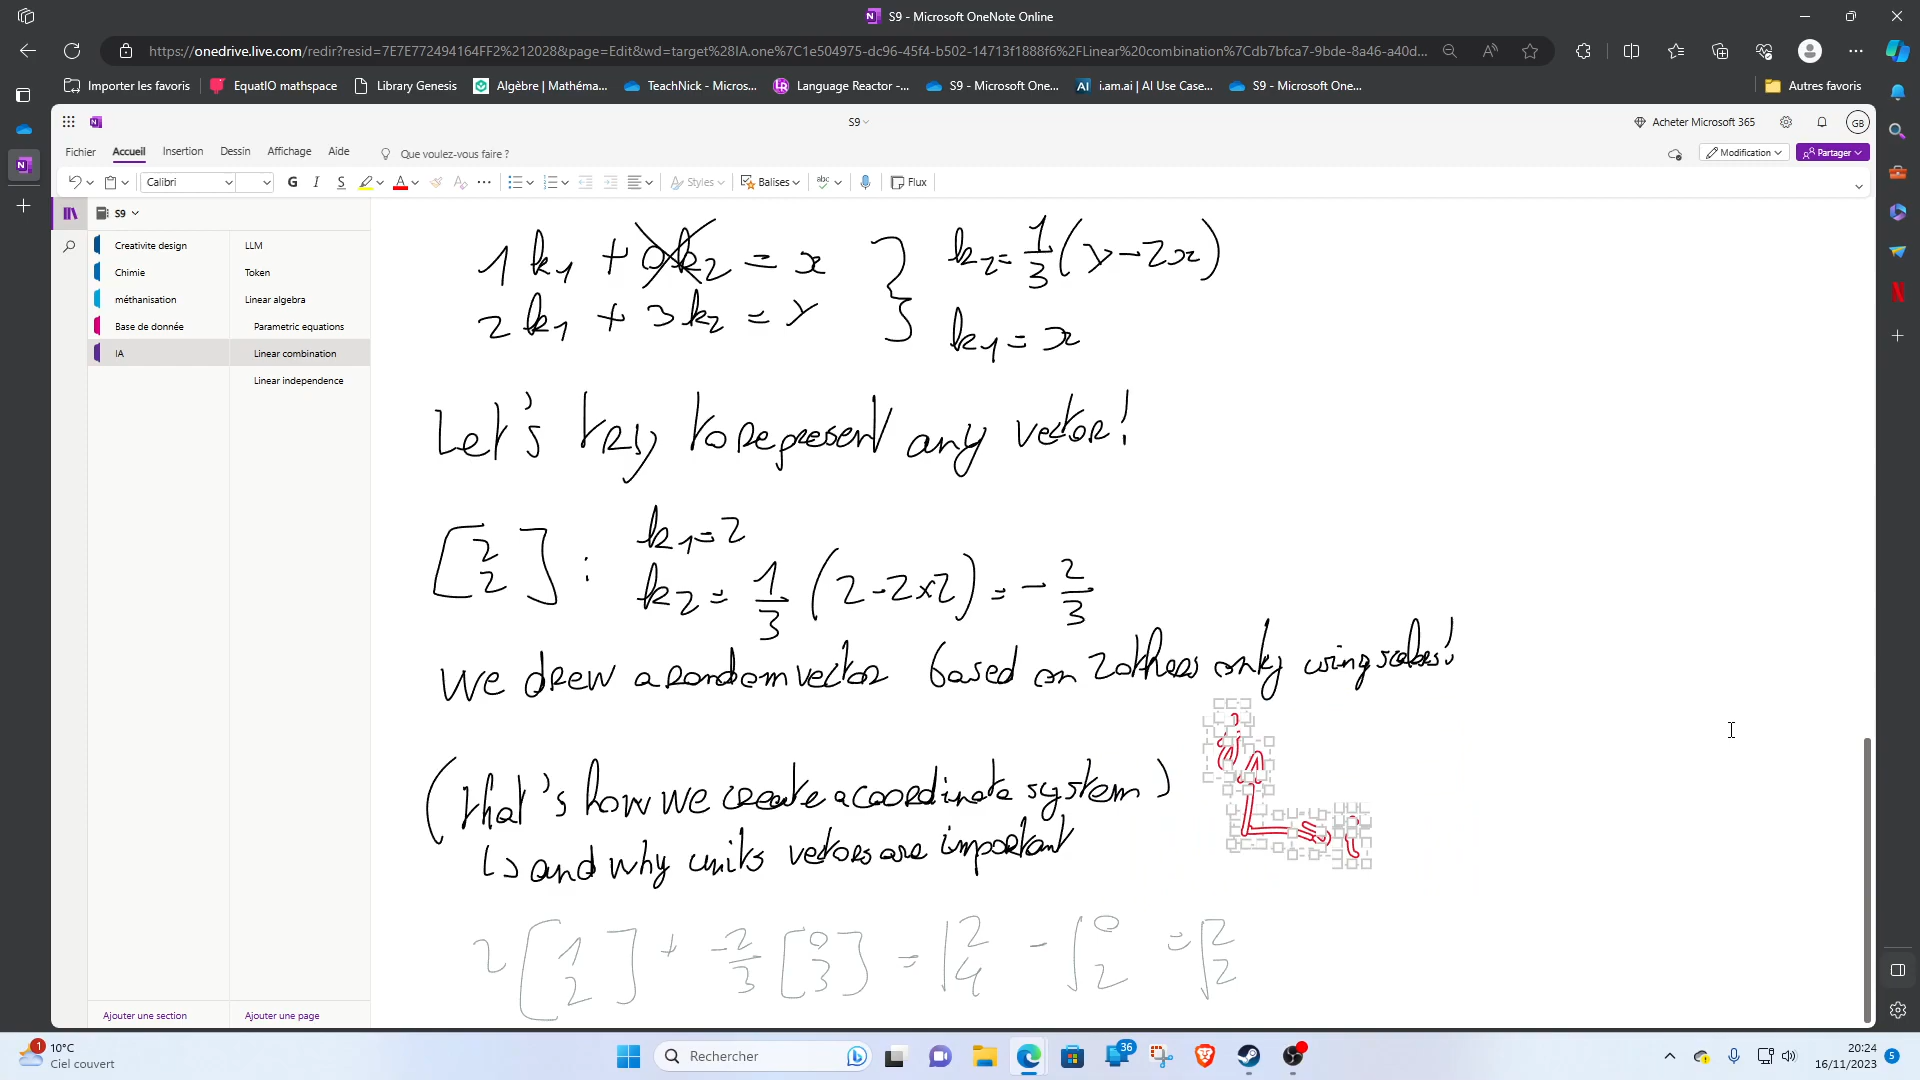 S9 - Microsoft OneNote Online
https://onedrive.live.com/redir?resid=7E7E772494164FF2%212028&page=Edit&wd=target%28IA.one%7C1e504975-dc96-45f4-b502-14713f1888f6%2FLinear%20combination%7Cdb7bfca7-9bde-8a46-a40d...
Importer les favoris
EquatIO mathspace
Library Genesis
Algèbre | Mathéma...
TeachNick - Micros...
Language Reactor -...
S9 - Microsoft One...
i.am.ai | AI Use Case...
S9 - Microsoft One...
Autres favoris
S9
Acheter Microsoft 365
GB
Fichier
Accueil
Insertion
Dessin
Affichage
Aide
Que voulez-vous faire ?
Modification
Partager
Calibri
G I S
Styles
Balises
Flux
S9
Creativite design
Chimie
méthanisation
Base de donnée
IA
LLM
Token
Linear algebra
Parametric equations
Linear combination
Linear independence
1k1 + 0k2 = x
2k1 + 3k2 = y
k2 = 1/3 (y-2x)
k1 = x
Let's try to represent any vector!
[2 2] : k1 = 2
k2 = 1/3 (2-2x2) = -2/3
We drew a random vector based on 2 others only using scalars!
(that's how we create a coordinate system)
↳ and why units vectors are important
j
i
2 [1 2] + -2/3 [0 3] = |2 4 - |0 2 = |2 2
Ajouter une section
Ajouter une page
1
10°C
Ciel couvert
Rechercher
36
20:24
16/11/2023
5